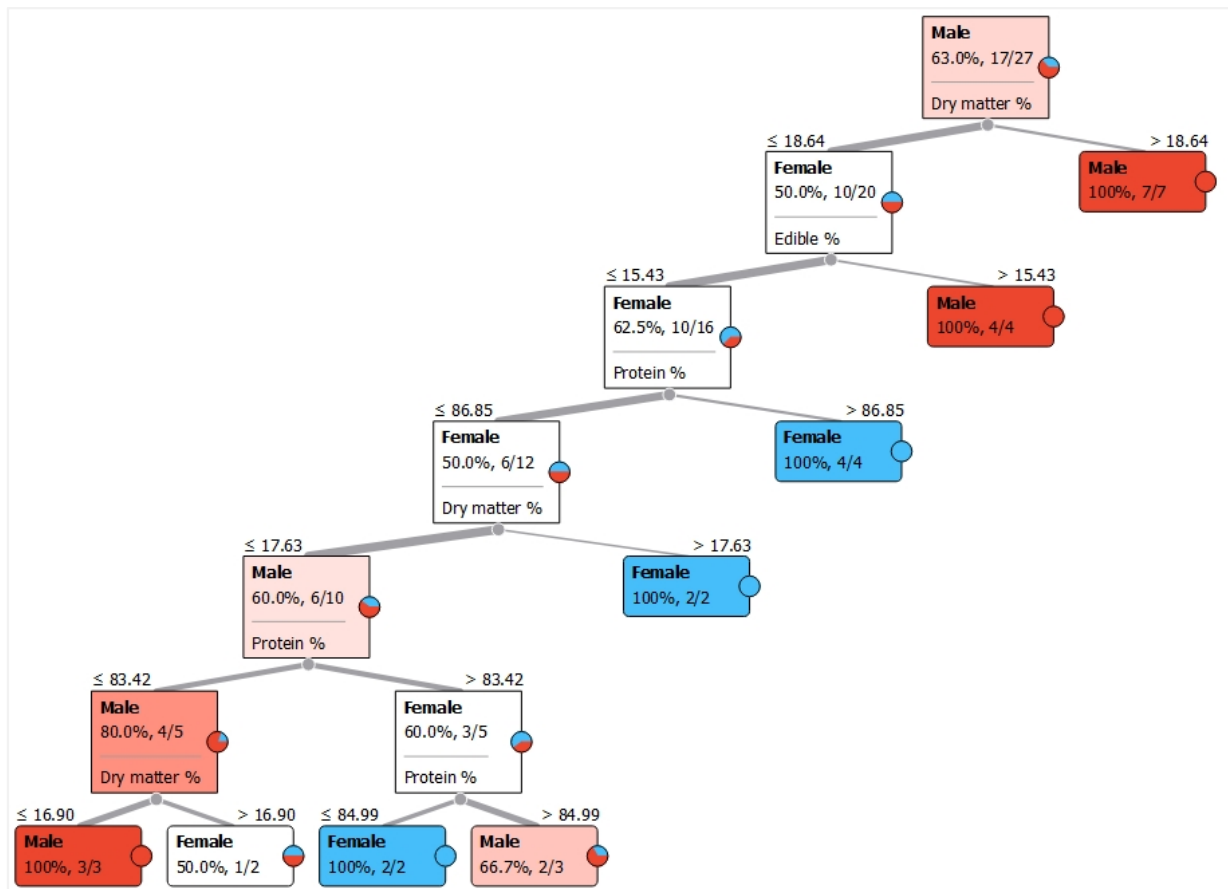 Male
63.0%, 17/27
Dry matter %
≤ 18.64
> 18.64
Female
50.0%, 10/20
Edible %
Male
100%, 7/7
≤ 15.43
> 15.43
Female
62.5%, 10/16
Protein %
Male
100%, 4/4
≤ 86.85
> 86.85
Female
50.0%, 6/12
Dry matter %
Female
100%, 4/4
≤ 17.63
> 17.63
Male
60.0%, 6/10
Protein %
Female
100%, 2/2
≤ 83.42
> 83.42
Male
80.0%, 4/5
Dry matter %
Female
60.0%, 3/5
Protein %
≤ 16.90
> 16.90
≤ 84.99
> 84.99
Male
100%, 3/3
Female
50.0%, 1/2
Female
100%, 2/2
Male
66.7%, 2/3